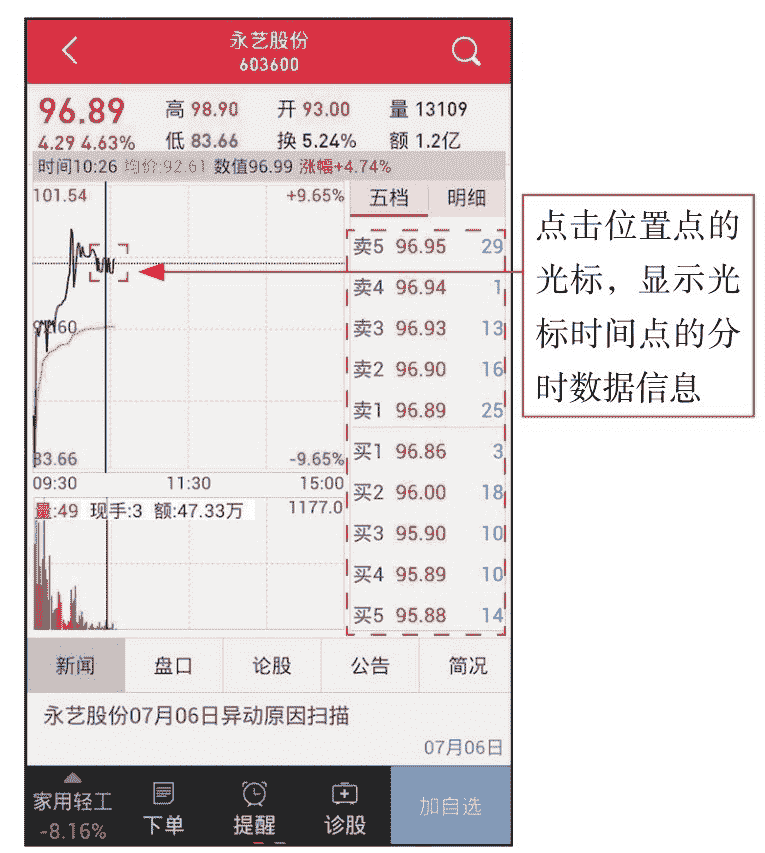 永艺股份
603600
96.89 高 98.90 开 93.00 量 13109
4.29 4.63% 低 83.66 换 5.24% 额 1.2亿
时间10:26 均价:92.61 数值96.99 涨幅+4.74%
101.54 +9.65%
五档 明细
卖5 96.95 29
卖4 96.94 1
卖3 96.93 13
92.60
卖2 96.90 16
卖1 96.89 25
买1 96.86 3
83.66 -9.65%
09:30 11:30 15:00
买2 96.00 18
量:49 现手:3 额:47.33万 1177.0
买3 95.90 10
买4 95.89 10
买5 95.88 14
点击位置点的
光标，显示光
标时间点的分
时数据信息
新闻 盘口 论股 公告 简况
永艺股份07月06日异动原因扫描
07月06日
家用轻工
-8.16%
下单 提醒 诊股 加自选